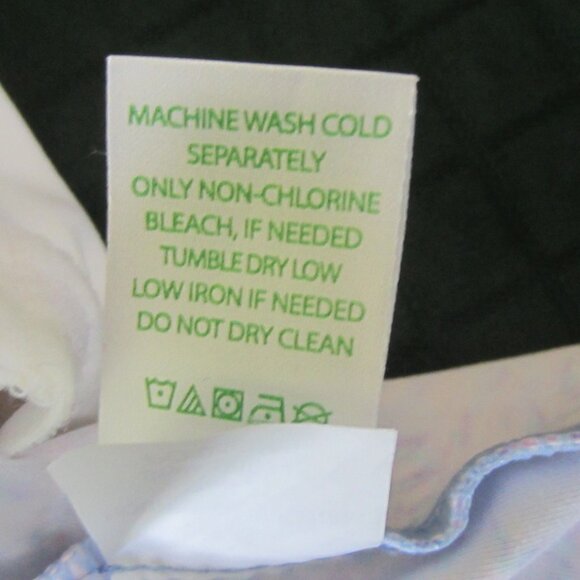 MACHINE WASH COLD
SEPARATELY
ONLY NON-CHLORINE
BLEACH, IF NEEDED
TUMBLE DRY LOW
LOW IRON IF NEEDED
DO NOT DRY CLEAN